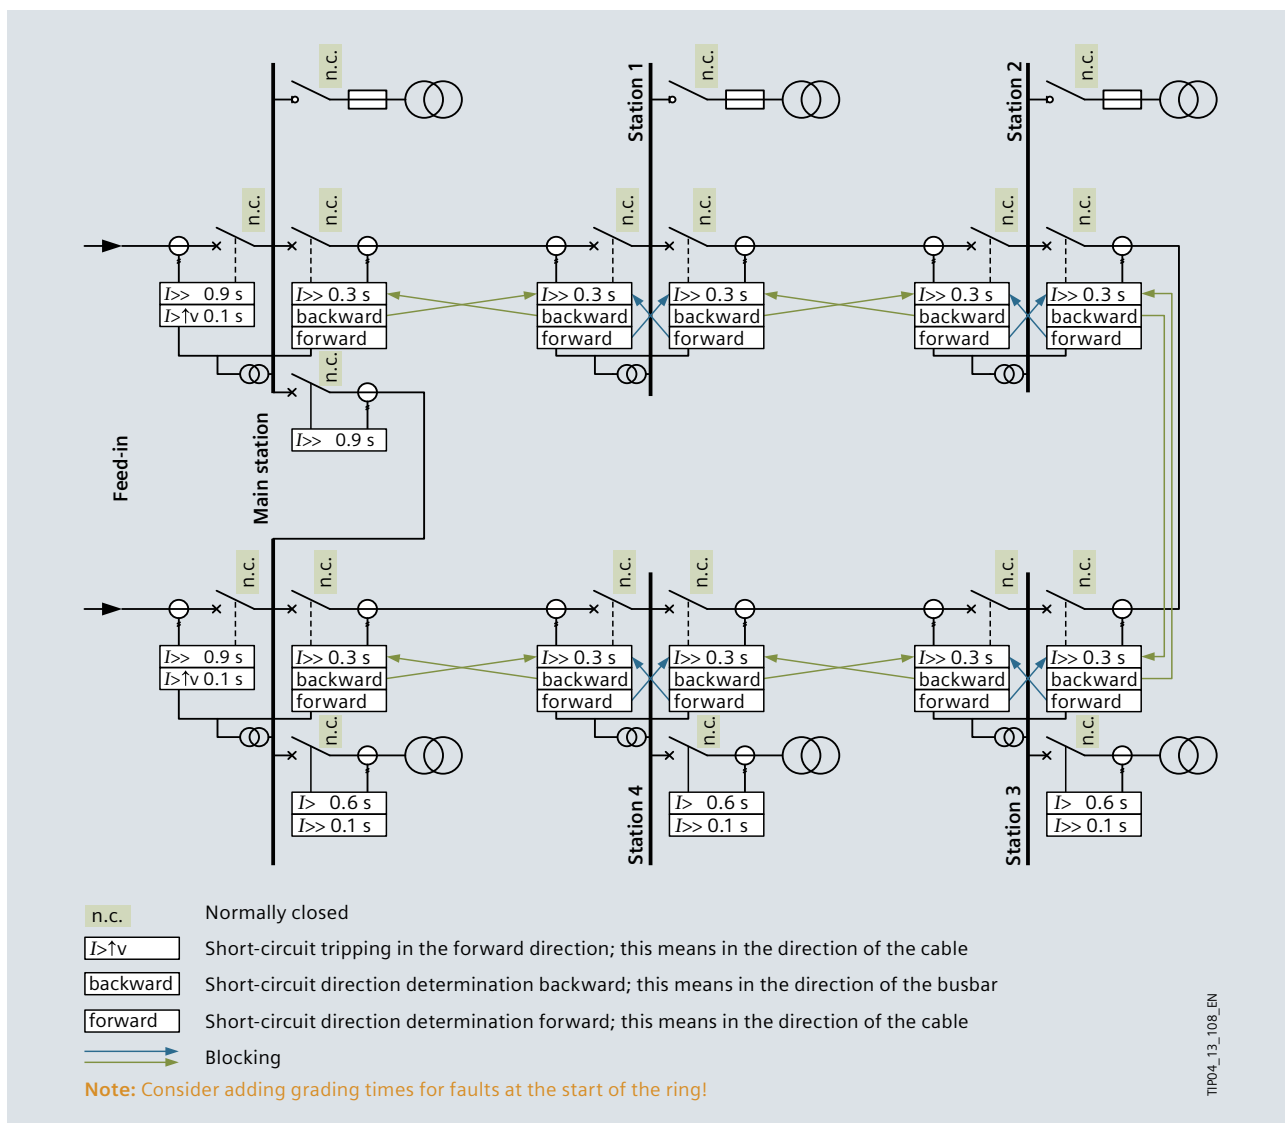 n.c.
n.c.
n.c.
Station 1
Station 2
n.c.
n.c.
n.c.
n.c.
n.c.
n.c.
I>> 0.9 s
I>↑v 0.1 s
I>> 0.3 s
backward
forward
I>> 0.3 s
backward
forward
I>> 0.3 s
backward
forward
I>> 0.3 s
backward
forward
I>> 0.3 s
backward
forward
n.c.
I>> 0.9 s
Feed-in
Main station
n.c.
n.c.
n.c.
n.c.
n.c.
n.c.
I>> 0.9 s
I>↑v 0.1 s
I>> 0.3 s
backward
forward
I>> 0.3 s
backward
forward
I>> 0.3 s
backward
forward
I>> 0.3 s
backward
forward
I>> 0.3 s
backward
forward
n.c.
n.c.
n.c.
I> 0.6 s
I>> 0.1 s
Station 4
I> 0.6 s
I>> 0.1 s
Station 3
I> 0.6 s
I>> 0.1 s
n.c. Normally closed
I>↑v Short-circuit tripping in the forward direction; this means in the direction of the cable
backward Short-circuit direction determination backward; this means in the direction of the busbar
forward Short-circuit direction determination forward; this means in the direction of the cable
Blocking
Note: Consider adding grading times for faults at the start of the ring!
TIP04_13_108_EN